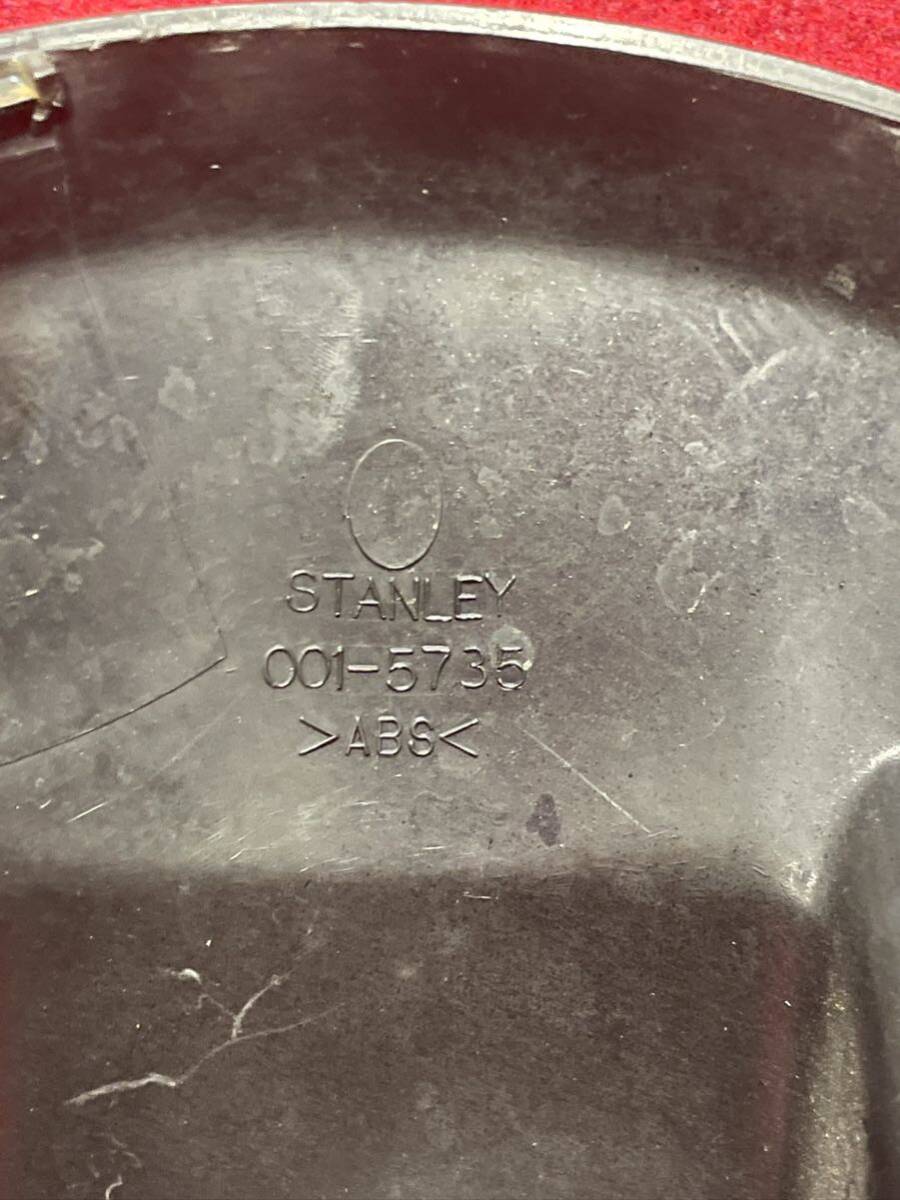 STANLEY
001-5735
>ABS<